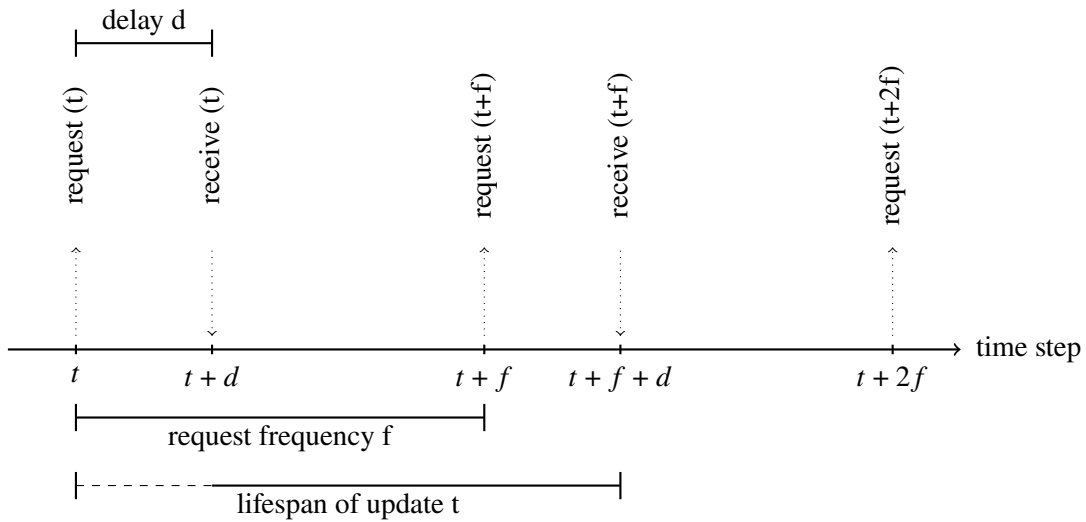 delay d
request (t)
receive (t)
request (t+f)
receive (t+f)
request (t+2f)
time step
t
t + d
t + f
t + f + d
t + 2f
request frequency f
lifespan of update t